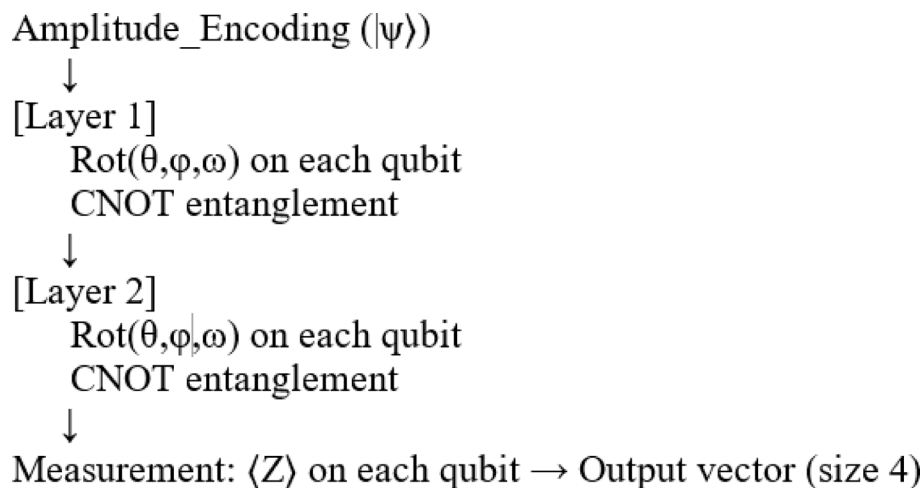 Amplitude_Encoding (|ψ⟩)
↓
[Layer 1]
Rot(θ,φ,ω) on each qubit
CNOT entanglement
↓
[Layer 2]
Rot(θ,φ,ω) on each qubit
CNOT entanglement
↓
Measurement: ⟨Z⟩ on each qubit → Output vector (size 4)